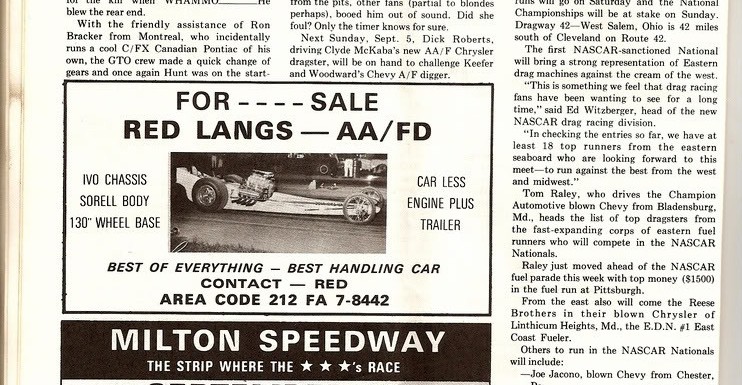 blew the rear end.
With the friendly assistance of Ron
Bracker from Montreal, who incidentally
runs a cool C/FX Canadian Pontiac of his
own, the GTO crew made a quick change of
gears and once again Hunt was on the start-
from the pits, other fans (partial to blondes
perhaps), booed him out of sound. Did she
foul? Only the timer knows for sure.
Next Sunday, Sept. 5, Dick Roberts,
driving Clyde McKaba's new AA/F Chrysler
dragster, will be on hand to challenge Keefer
and Woodward's Chevy A/F digger.
FOR ---- SALE
RED LANGS — AA/FD
IVO CHASSIS
SORELL BODY
130" WHEEL BASE
CAR LESS
ENGINE PLUS
TRAILER
BEST OF EVERYTHING — BEST HANDLING CAR
CONTACT — RED
AREA CODE 212 FA 7-8442
MILTON SPEEDWAY
THE STRIP WHERE THE ★ ★ ★'s RACE
runs will go on Saturday and the National
Championships will be at stake on Sunday.
Dragway 42—West Salem, Ohio is 42 miles
south of Cleveland on Route 42.
The first NASCAR-sanctioned National
will bring a strong representation of Eastern
drag machines against the cream of the west.
"This is something we feel that drag racing
fans have been wanting to see for a long
time," said Ed Witzberger, head of the new
NASCAR drag racing division.
"In checking the entries so far, we have at
least 18 top runners from the eastern
seaboard who are looking forward to this
meet—to run against the best from the west
and midwest."
Tom Raley, who drives the Champion
Automotive blown Chevy from Bladensburg,
Md., heads the list of top dragsters from
the fast-expanding corps of eastern fuel
runners who will compete in the NASCAR
Nationals.
Raley just moved ahead of the NASCAR
fuel parade this week with top money ($1500)
in the fuel run at Pittsburgh.
From the east also will come the Reese
Brothers in their blown Chrysler of
Linthicum Heights, Md., the E.D.N. #1 East
Coast Fueler.
Others to run in the NASCAR Nationals
will include:
—Joe Jacono, blown Chevy from Chester,